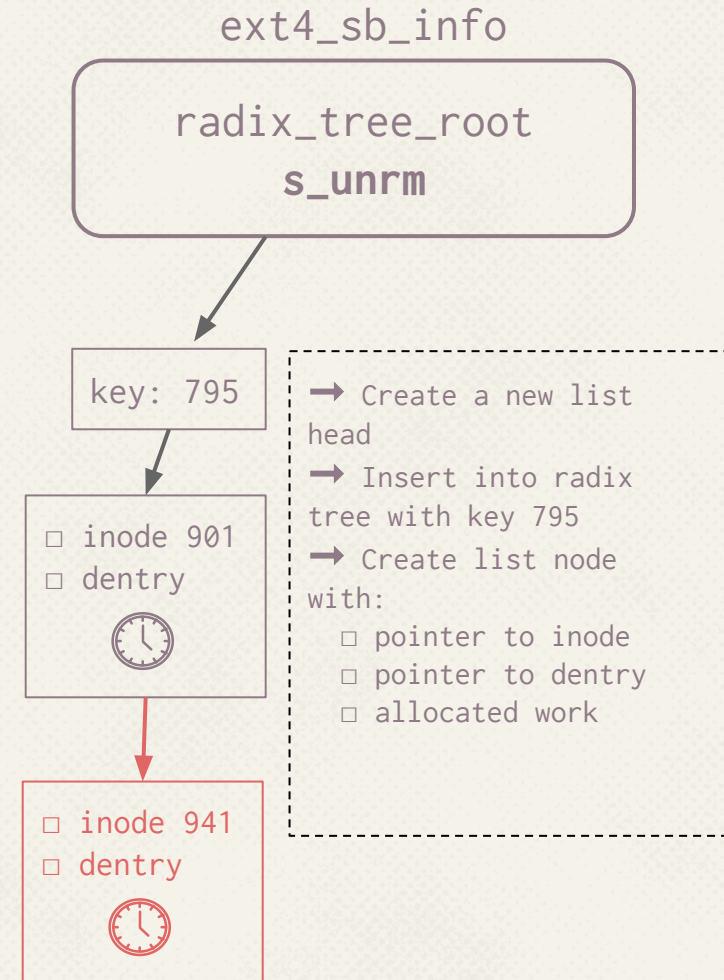 ext4_sb_info
radix_tree_root
s_unrm
key: 795
□ inode 901
□ dentry
➞ Create a new list
head
➞ Insert into radix
tree with key 795
➞ Create list node
with:
□ pointer to inode
□ pointer to dentry
□ allocated work
□ inode 941
□ dentry